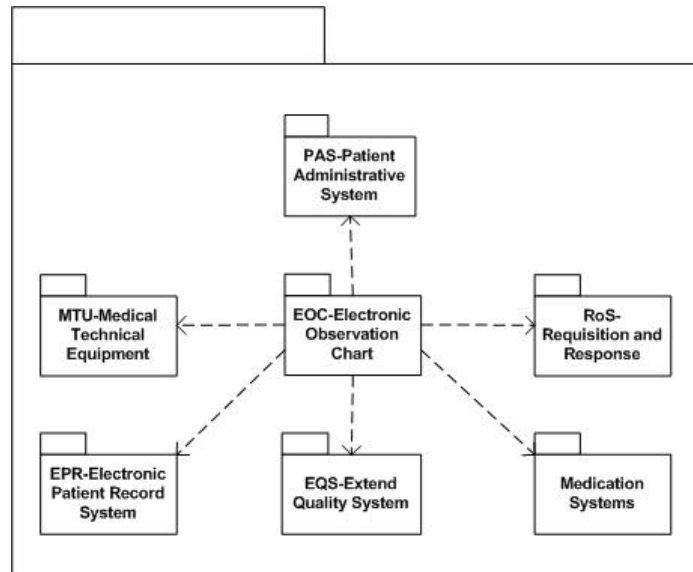 PAS-Patient
Administrative
System
MTU-Medical
Technical
Equipment
EOC-Electronic
Observation
Chart
RoS-
Requisition and
Response
EPR-Electronic
Patient Record
System
EQS-Extend
Quality System
Medication
Systems